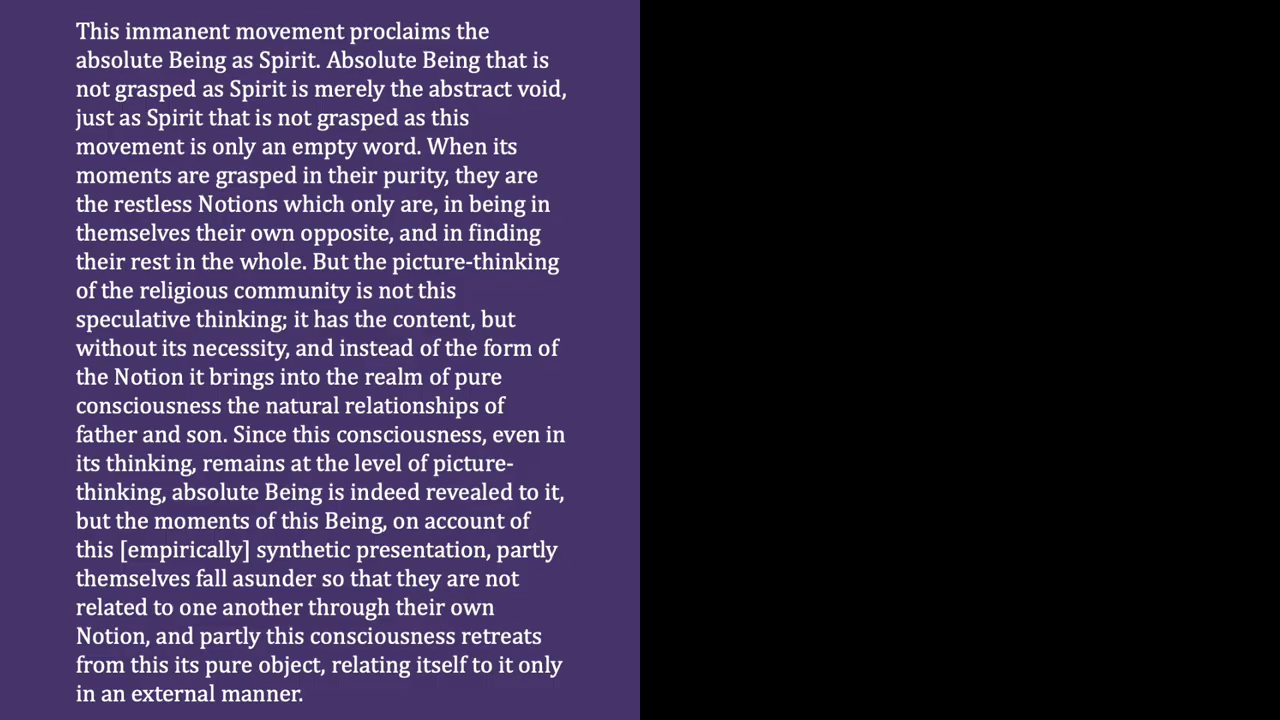 This immanent movement proclaims the
absolute Being as Spirit. Absolute Being that is
not grasped as Spirit is merely the abstract void,
just as Spirit that is not grasped as this
movement is only an empty word. When its
moments are grasped in their purity, they are
the restless Notions which only are, in being in
themselves their own opposite, and in finding
their rest in the whole. But the picture-thinking
of the religious community is not this
speculative thinking; it has the content, but
without its necessity, and instead of the form of
the Notion it brings into the realm of pure
consciousness the natural relationships of
father and son. Since this consciousness, even in
its thinking, remains at the level of picture-
thinking, absolute Being is indeed revealed to it,
but the moments of this Being, on account of
this [empirically] synthetic presentation, partly
themselves fall asunder so that they are not
related to one another through their own
Notion, and partly this consciousness retreats
from this its pure object, relating itself to it only
in an external manner.